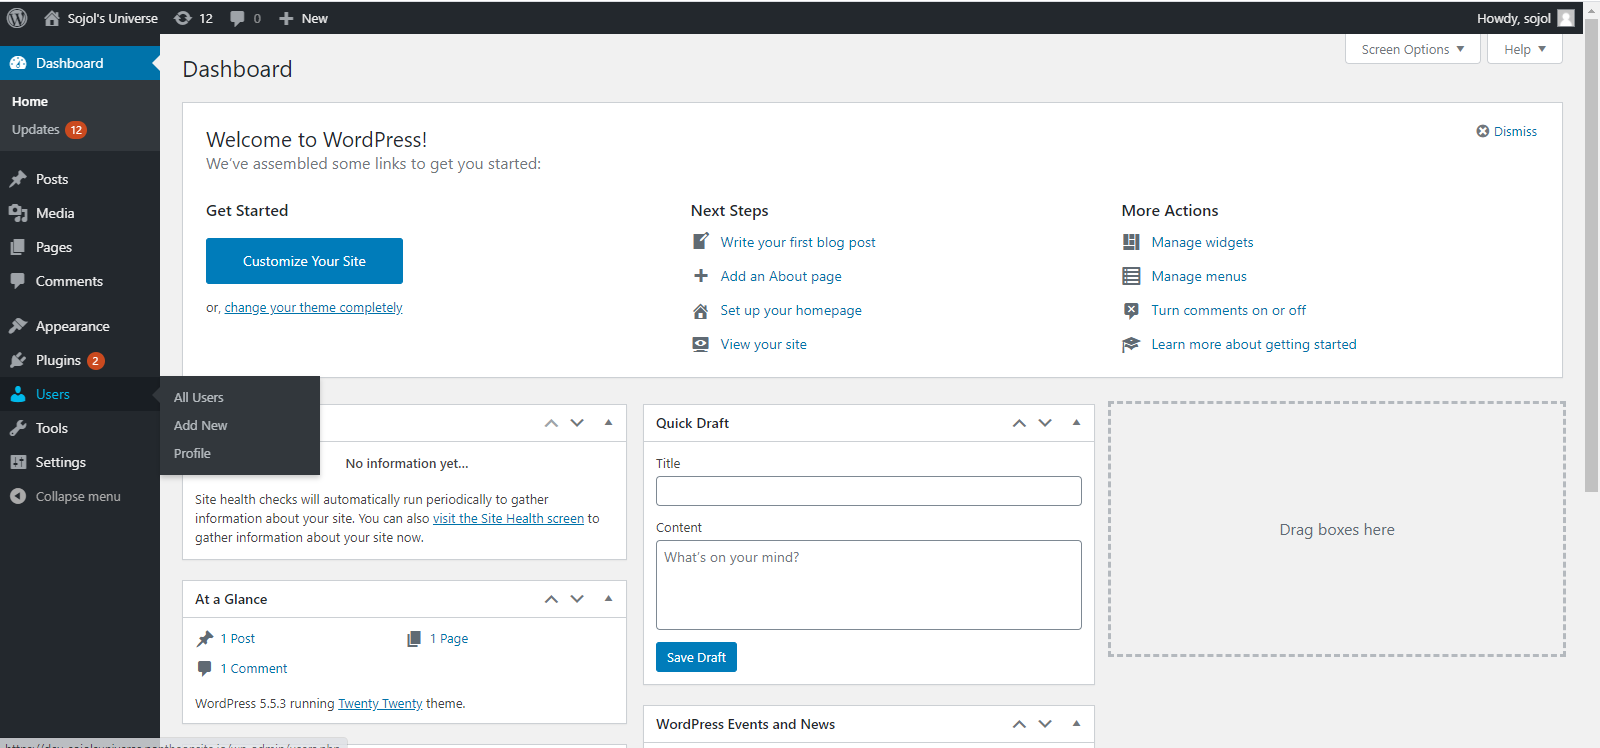 Sojol's Universe 12 0 New Howdy, sojol
Dashboard
Home
Updates 12
Posts
Media
Pages
Comments
Appearance
Plugins 2
Users
Tools
Settings
Collapse menu
All Users
Add New
Profile
Screen Options Help
Dashboard
Welcome to WordPress!
We've assembled some links to get you started:
Dismiss
Get Started
Customize Your Site
or, change your theme completely
Next Steps
Write your first blog post
Add an About page
Set up your homepage
View your site
More Actions
Manage widgets
Manage menus
Turn comments on or off
Learn more about getting started
No information yet...
Site health checks will automatically run periodically to gather
information about your site. You can also visit the Site Health screen to
gather information about your site now.
At a Glance
1 Post 1 Page
1 Comment
WordPress 5.5.3 running Twenty Twenty theme.
Quick Draft
Title
Content
What's on your mind?
Save Draft
WordPress Events and News
Drag boxes here